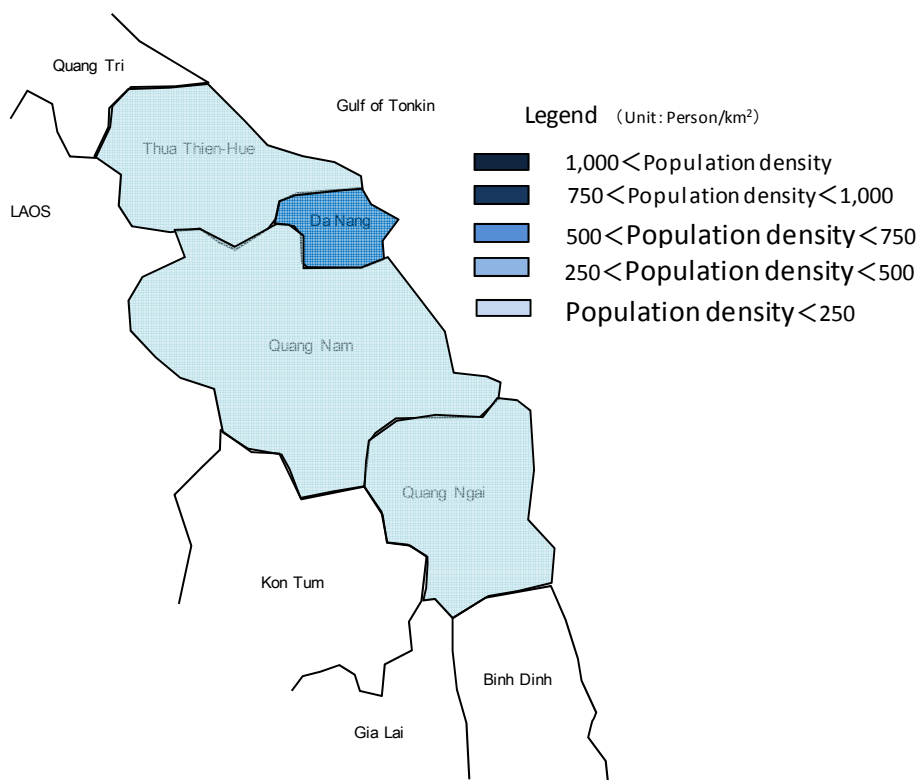 Quang Tri
Gulf of Tonkin
Thua Thien-Hue
LAOS
Da Nang
Quang Nam
Quang Ngai
Kon Tum
Binh Dinh
Gia Lai
Legend （Unit: Person/km²）
1,000＜Population density
750＜Population density＜1,000
500＜Population density＜750
250＜Population density＜500
Population density＜250